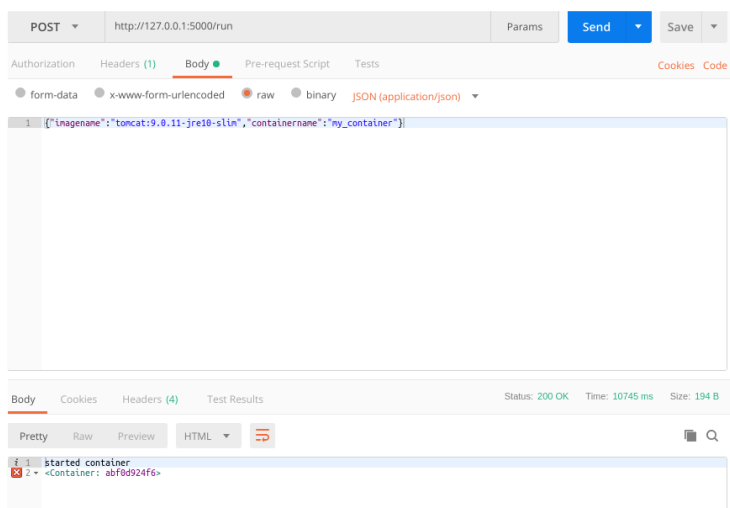 POST http://127.0.0.1:5000/run Params Send Save
Authorization Headers (1) Body Pre-request Script Tests Cookies Code
form-data x-www-form-urlencoded raw binary JSON (application/json)
1 {"imagename":"tomcat:9.0.11-jre10-slim","containername":"my_container"}
Body Cookies Headers (4) Test Results Status: 200 OK Time: 10745 ms Size: 194 B
Pretty Raw Preview HTML
i 1 started container
2 <Container: abf0d924f6>